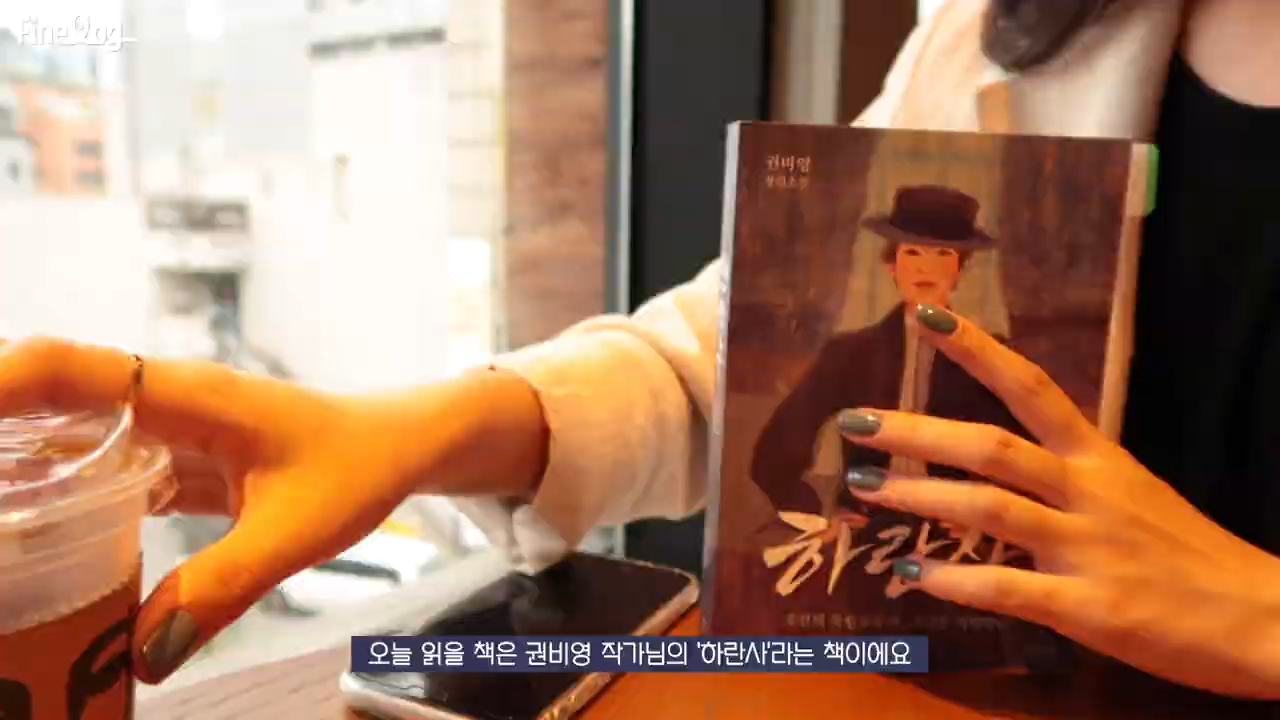 FineVlog_
권비영
장편소설
하란사
오늘 읽을 책은 권비영 작가님의 '하란사'라는 책이에요